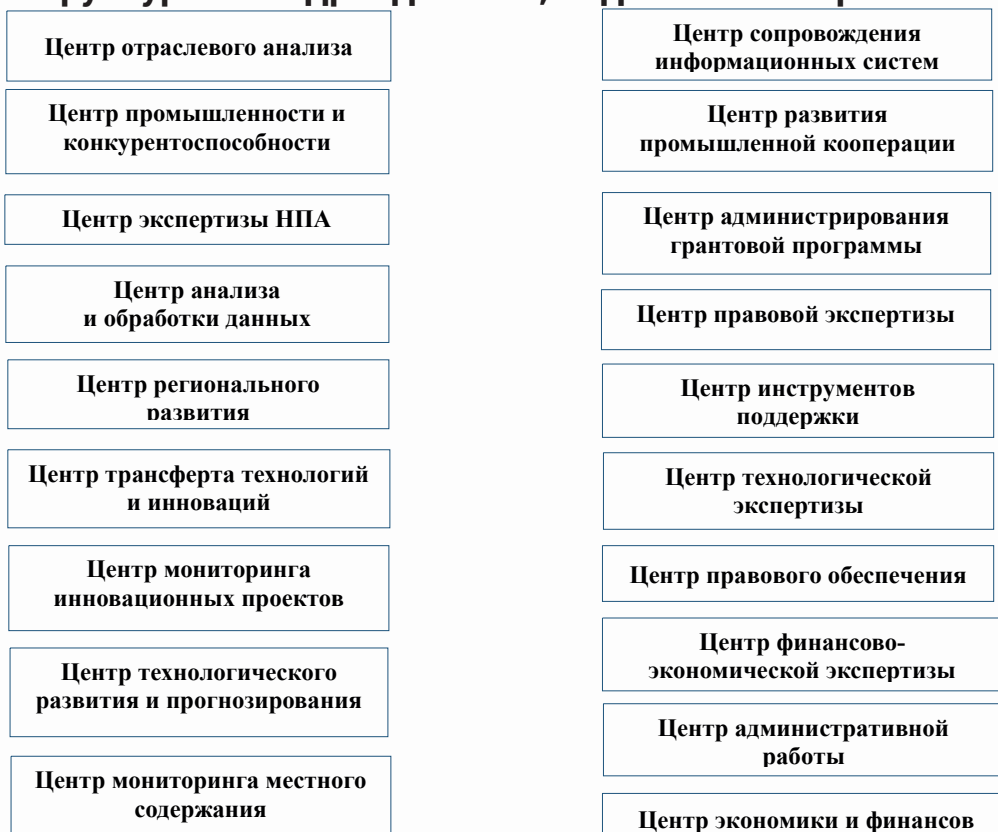 Центр отраслевого анализа
Центр промышленности и
конкурентоспособности
Центр экспертизы НПА
Центр анализа
и обработки данных
Центр регионального
развития
Центр трансферта технологий
и инноваций
Центр мониторинга
инновационных проектов
Центр технологического
развития и прогнозирования
Центр мониторинга местного
содержания
Центр сопровождения
информационных систем
Центр развития
промышленной кооперации
Центр администрирования
грантовой программы
Центр правовой экспертизы
Центр инструментов
поддержки
Центр технологической
экспертизы
Центр правового обеспечения
Центр финансово-
экономической экспертизы
Центр административной
работы
Центр экономики и финансов